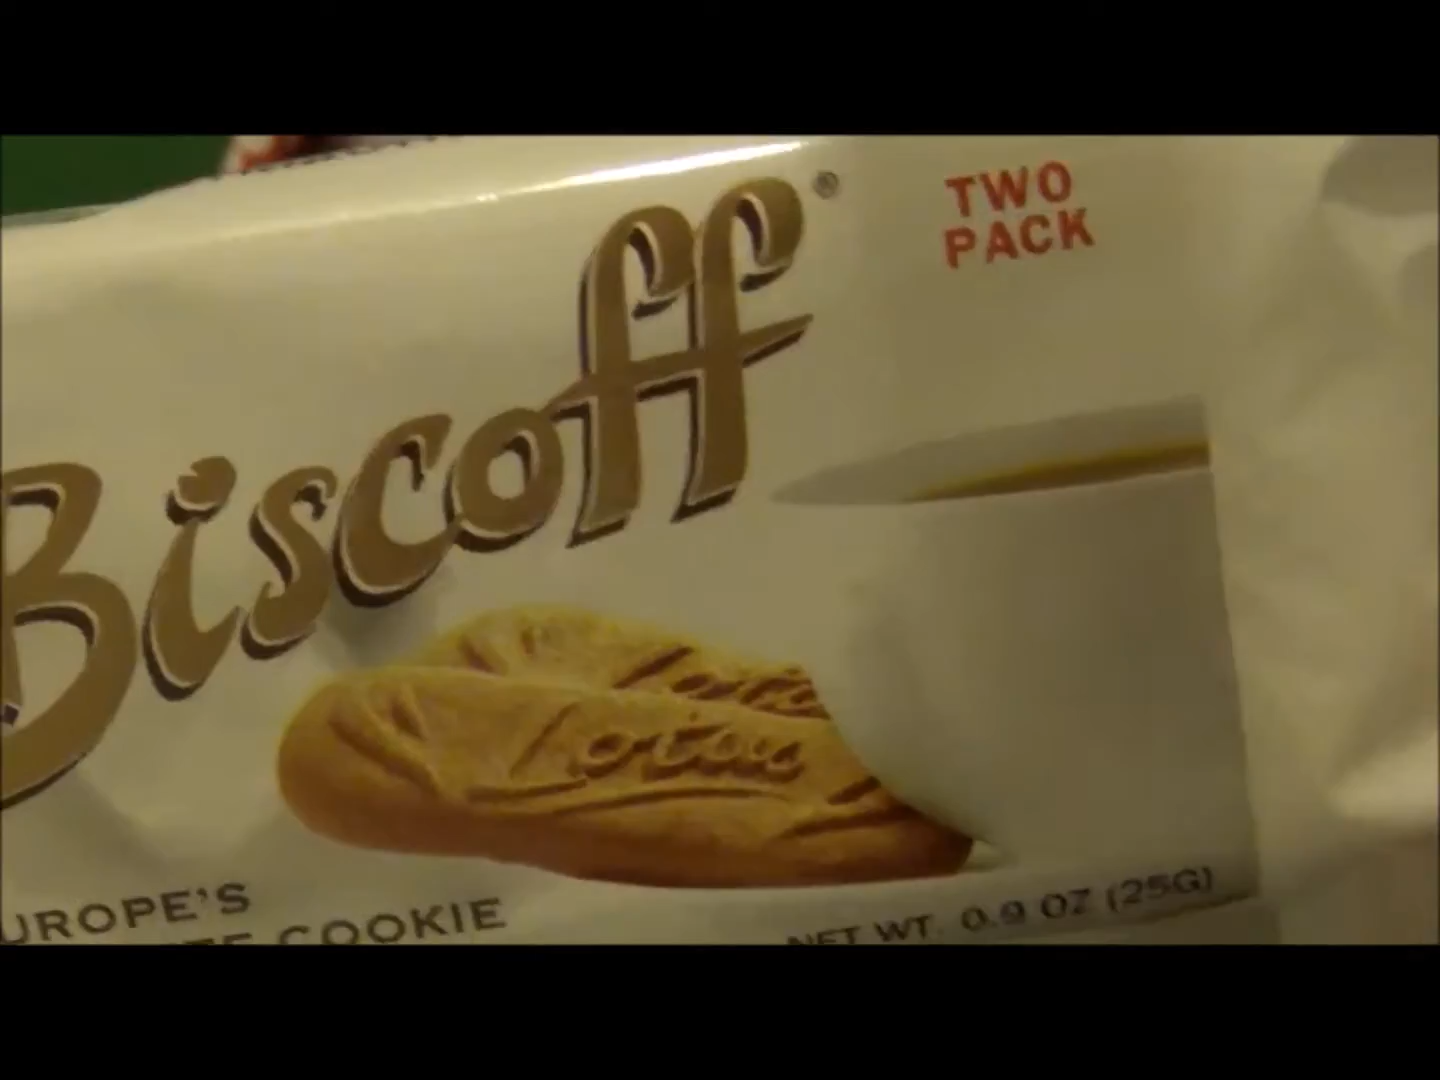 Biscoff®
TWO
PACK
Lotus
Lotus
UROPE'S
COOKIE
NET WT. 0.9 OZ (25G)